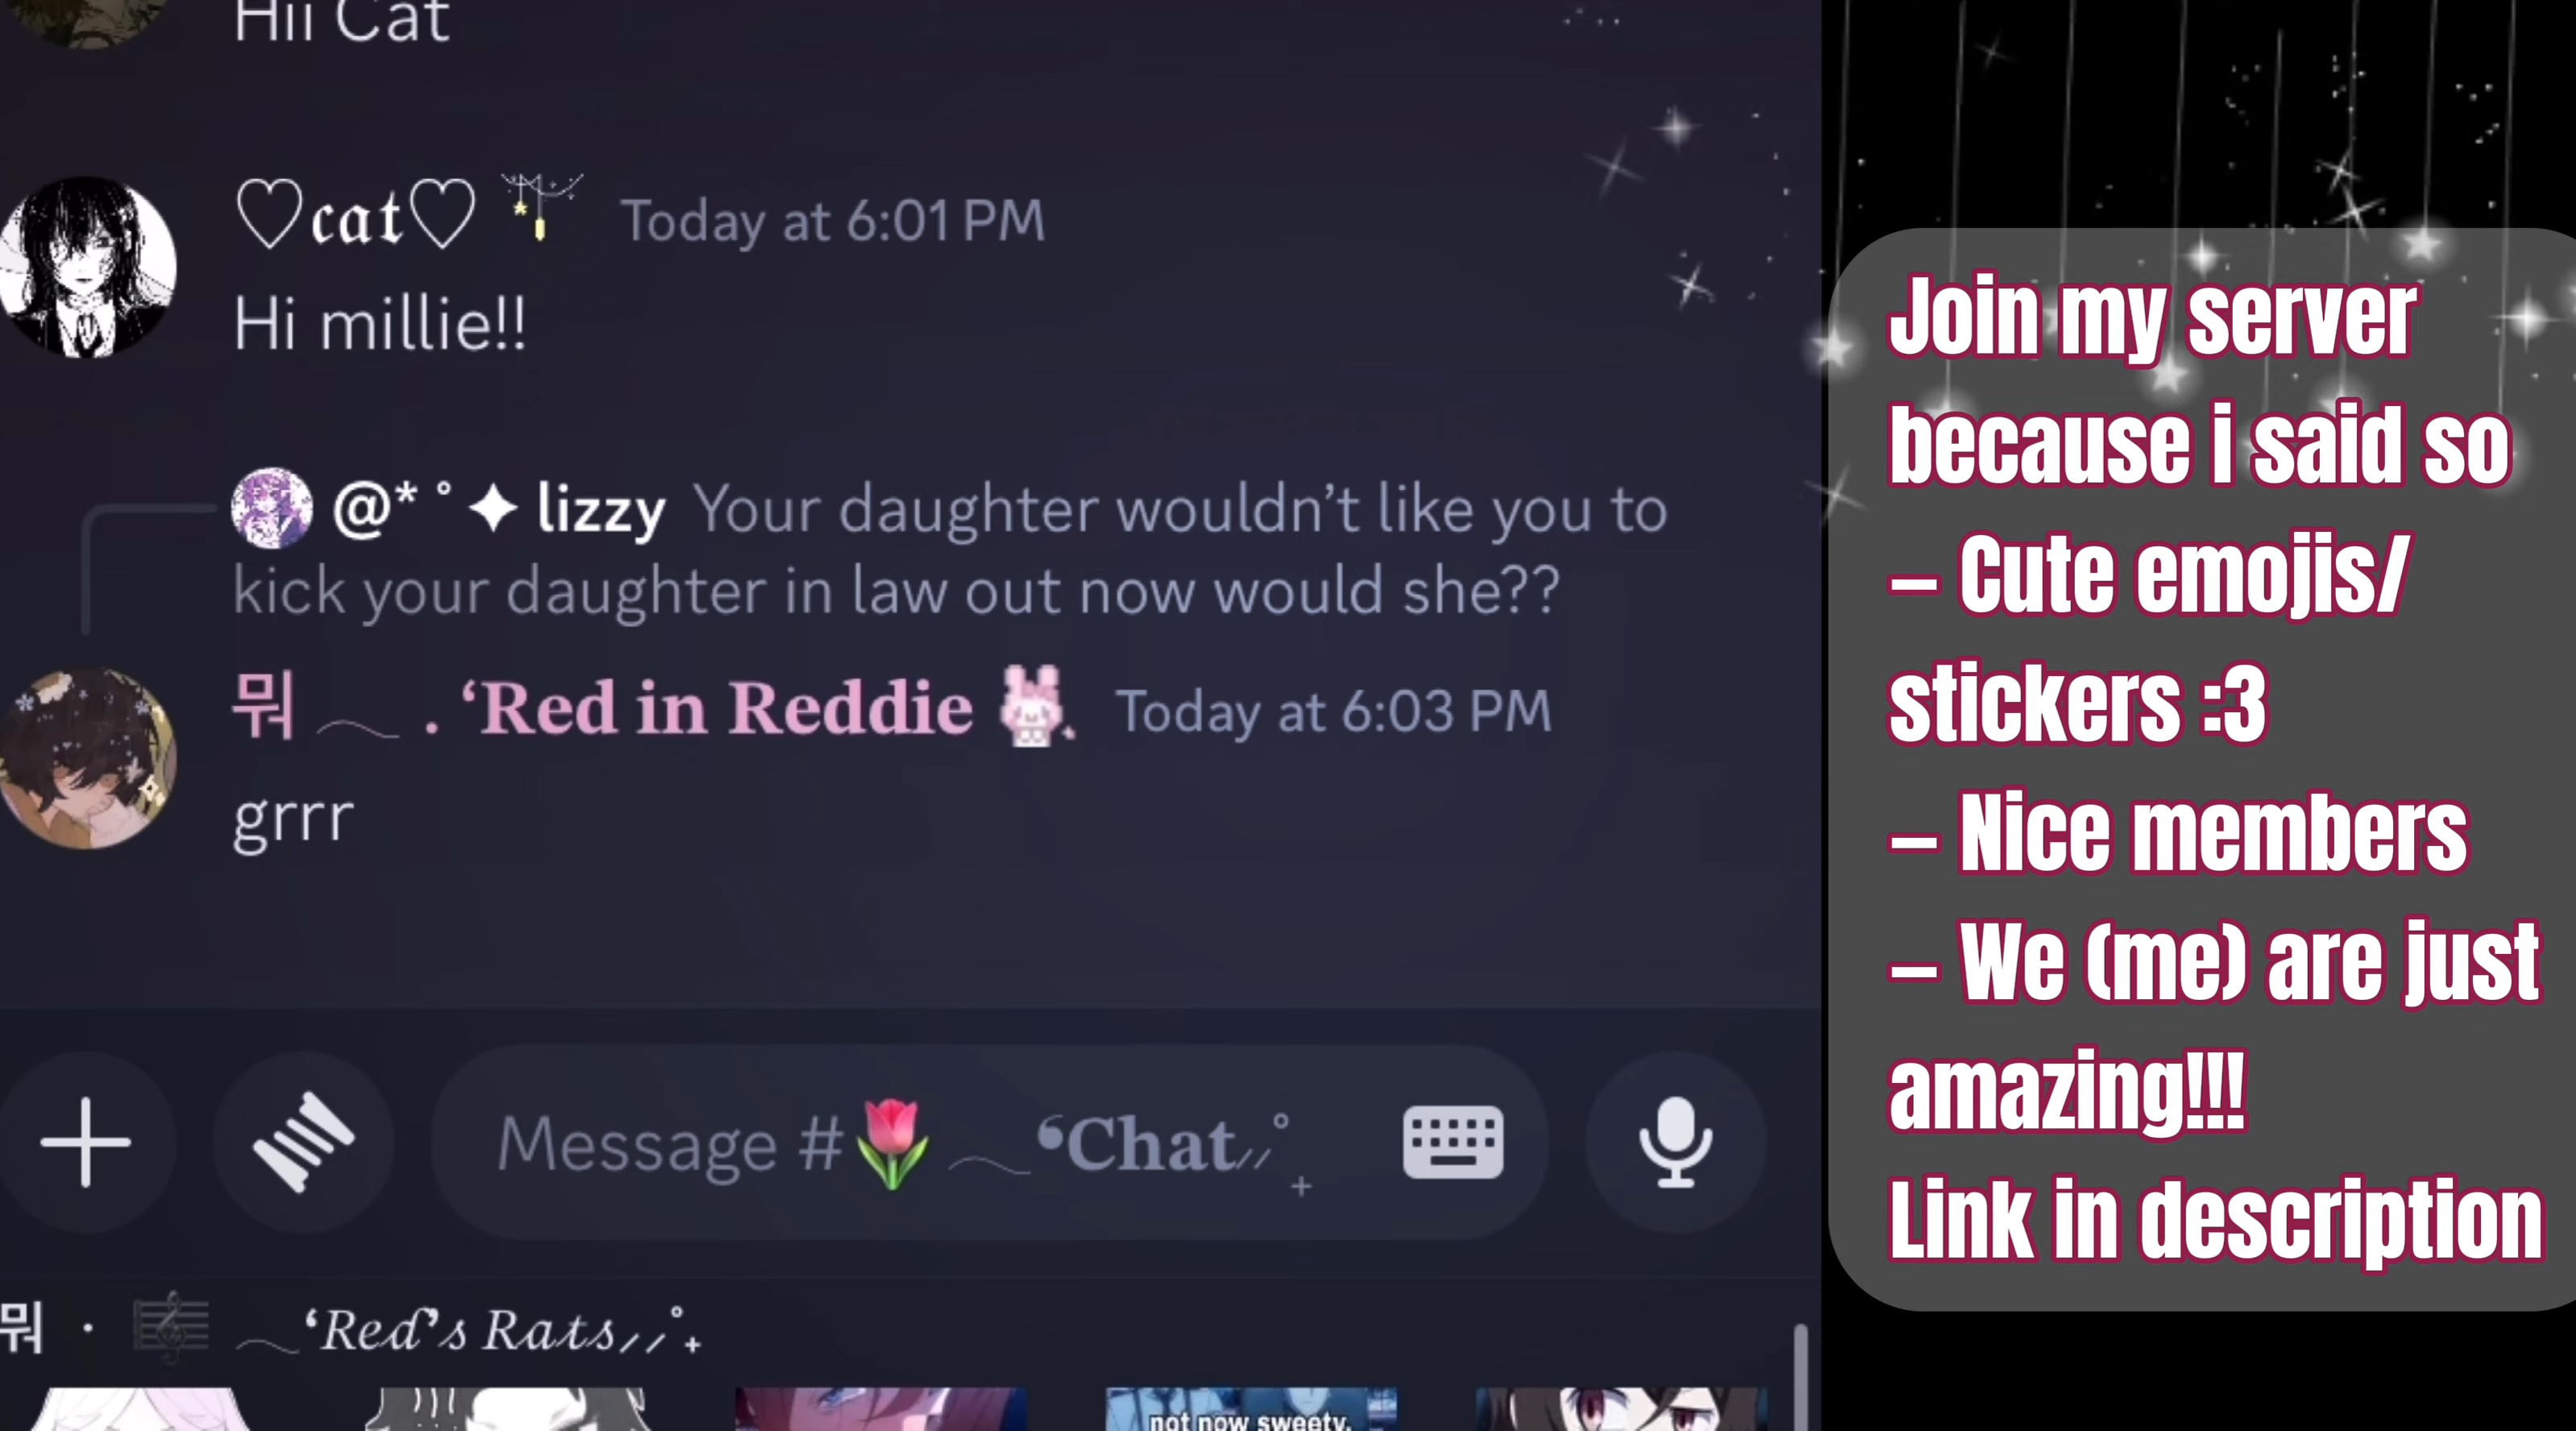 Hii Cat
♡cat♡ Today at 6:01 PM
Hi millie!!
@* ° ✦ lizzy Your daughter wouldn't like you to
kick your daughter in law out now would she??
뭐 ︵ . ‘Red in Reddie Today at 6:03 PM
grrr
Message #🌷 ︵ ❛Chat⸝⸝ ° ₊
뭐 · 🎼 ︵ ‘Red’s Rats⸝⸝ ° ₊
not now sweety.
Join my server
because i said so
– Cute emojis/
stickers :3
– Nice members
– We (me) are just
amazing!!!
Link in description